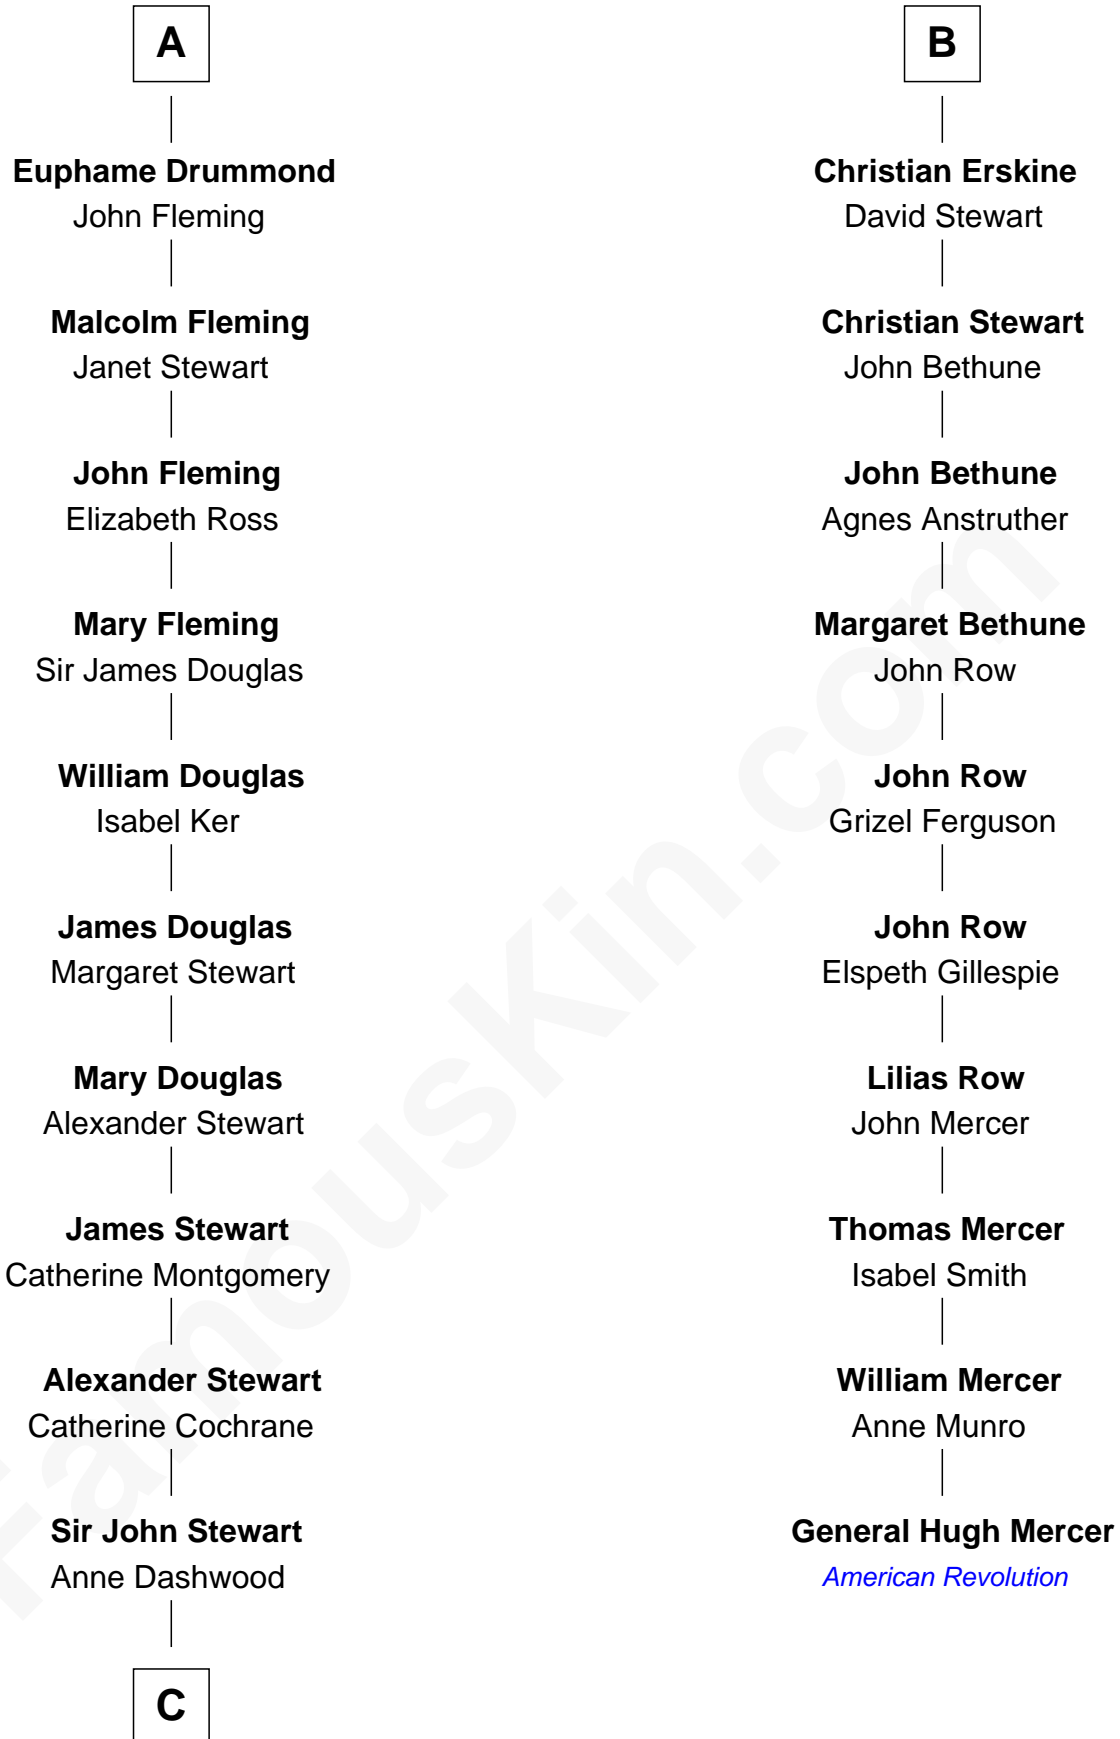 A
Euphame Drummond
John Fleming
Malcolm Fleming
Janet Stewart
John Fleming
Elizabeth Ross
Mary Fleming
Sir James Douglas
William Douglas
Isabel Ker
James Douglas
Margaret Stewart
Mary Douglas
Alexander Stewart
James Stewart
Catherine Montgomery
Alexander Stewart
Catherine Cochrane
Sir John Stewart
Anne Dashwood
C
B
Christian Erskine
David Stewart
Christian Stewart
John Bethune
John Bethune
Agnes Anstruther
Margaret Bethune
John Row
John Row
Grizel Ferguson
John Row
Elspeth Gillespie
Lilias Row
John Mercer
Thomas Mercer
Isabel Smith
William Mercer
Anne Munro
General Hugh Mercer
American Revolution
FamousKin.com